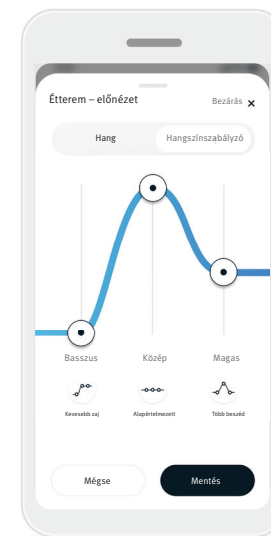 Étterem – előnézet
Bezárás ×
Hang Hangszínszabályzó
Basszus Közép Magas
Kevesebb zaj Alapértelmezett Több beszéd
Mégse Mentés